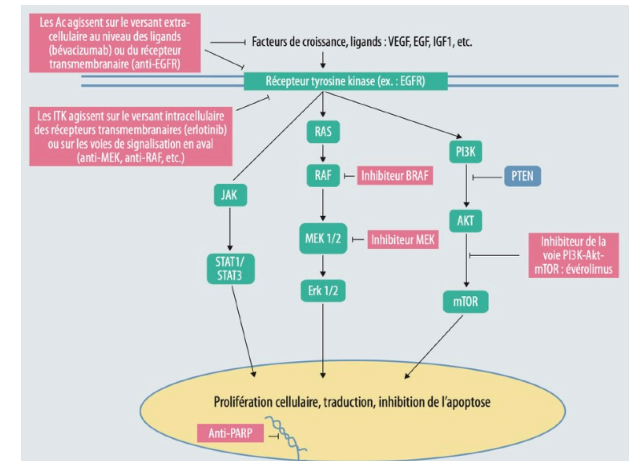 Les Ac agissent sur le versant extra-
cellulaire au niveau des ligands
(bévacizumab) ou du récepteur
transmembranaire (anti-EGFR)
Facteurs de croissance, ligands : VEGF, EGF, IGF1, etc.
Récepteur tyrosine kinase (ex. : EGFR)
Les ITK agissent sur le versant intracellulaire
des récepteurs transmembranaires (erlotinib)
ou sur les voies de signalisation en aval
(anti-MEK, anti-RAF, etc.)
RAS
PI3K
RAF
Inhibiteur BRAF
PTEN
JAK
AKT
MEK 1/2
Inhibiteur MEK
Inhibiteur de la
voie PI3K-Akt-
mTOR : évérolimus
STAT1/
STAT3
Erk 1/2
mTOR
Prolifération cellulaire, traduction, inhibition de l'apoptose
Anti-PARP